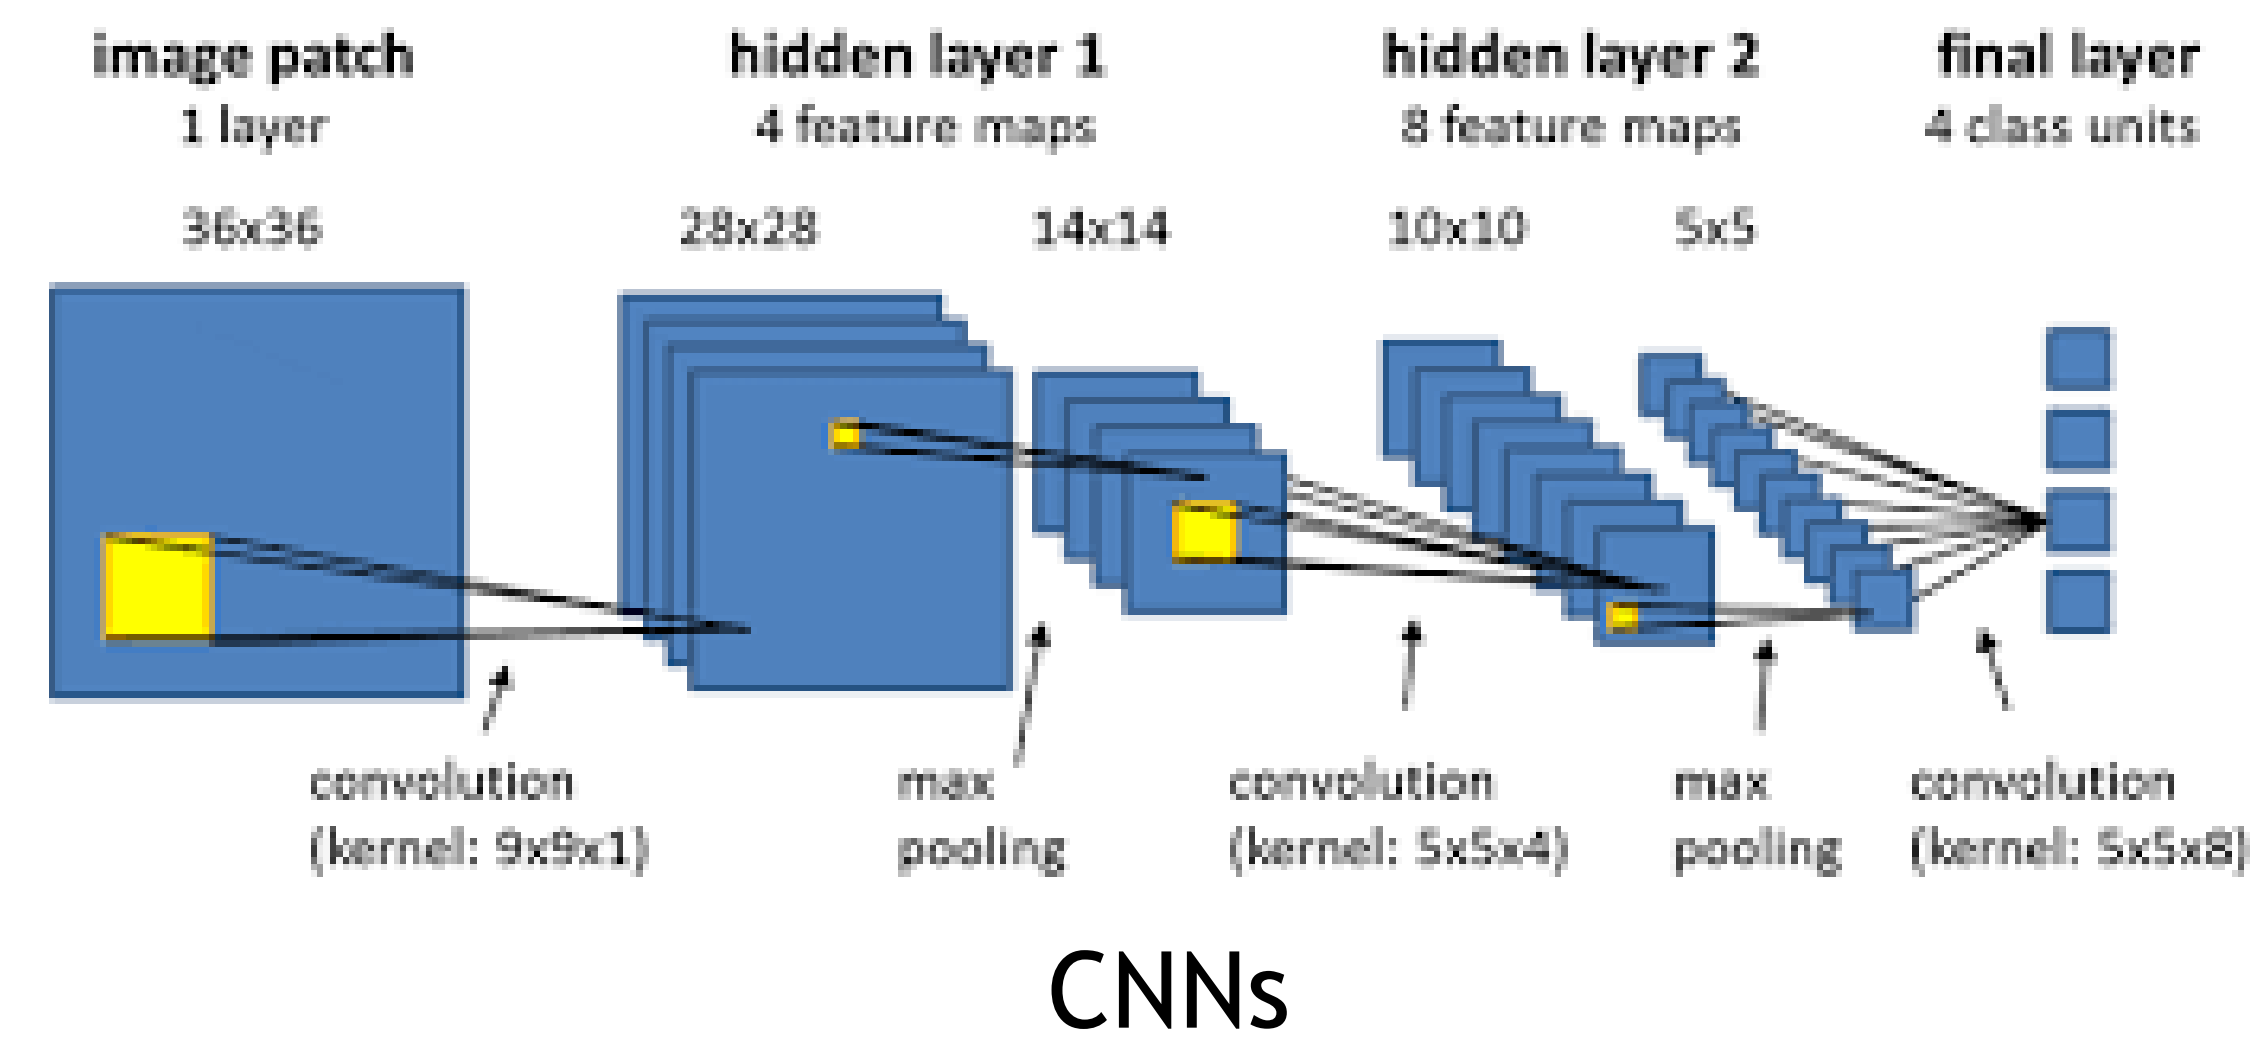 image patch
1 layer
36x36
hidden layer 1
4 feature maps
28x28
14x14
hidden layer 2
8 feature maps
10x10
5x5
final layer
4 class units
convolution
(kernel: 9x9x1)
max
pooling
convolution
(kernel: 5x5x4)
max
pooling
convolution
(kernel: 5x5x8)
CNNs